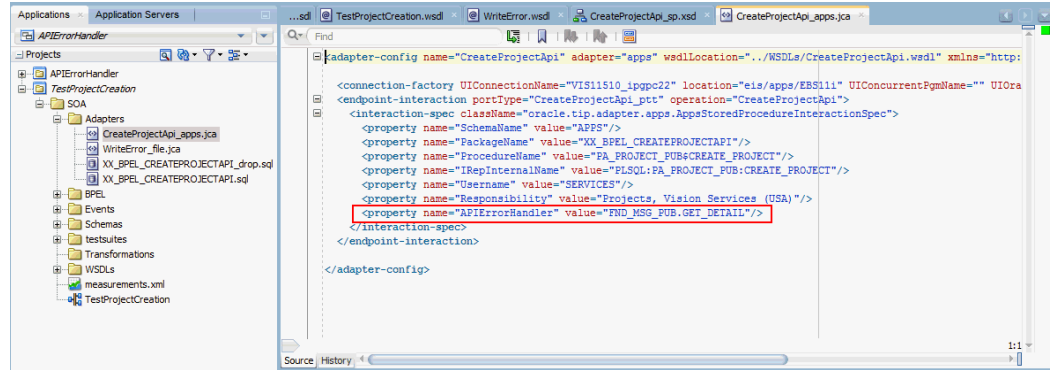 Applications
Application Servers
...sdl
TestProjectCreation.wsdl
WriteError.wsdl
CreateProjectApi_sp.xsd
CreateProjectApi_apps.jca
APIErrorHandler
Find
Projects
APIErrorHandler
TestProjectCreation
SOA
Adapters
CreateProjectApi_apps.jca
WriteError_file.jca
XX_BPEL_CREATEPROJECTAPI_drop.sql
XX_BPEL_CREATEPROJECTAPI.sql
BPEL
Events
Schemas
testsuites
Transformations
WSDLs
measurements.xml
TestProjectCreation
<adapter-config name="CreateProjectApi" adapter="apps" wsdlLocation="../WSDLs/CreateProjectApi.wsdl" xmlns="http:
<connection-factory UIConnectionName="VIS11510_ipgpc22" location="eis/apps/EBS11i" UIConcurrentPgmName="" UIOra
<endpoint-interaction portType="CreateProjectApi_ptt" operation="CreateProjectApi">
<interaction-spec className="oracle.tip.adapter.apps.AppsStoredProcedureInteractionSpec">
<property name="SchemaName" value="APPS"/>
<property name="PackageName" value="XX_BPEL_CREATEPROJECTAPI"/>
<property name="ProcedureName" value="PA_PROJECT_PUB$CREATE_PROJECT"/>
<property name="IRepInternalName" value="PLSQL:PA_PROJECT_PUB:CREATE_PROJECT"/>
<property name="Username" value="SERVICES"/>
<property name="Responsibility" value="Projects, Vision Services (USA)"/>
<property name="APIErrorHandler" value="FND_MSG_PUB.GET_DETAIL"/>
</interaction-spec>
</endpoint-interaction>
</adapter-config>
1:1
Source
History